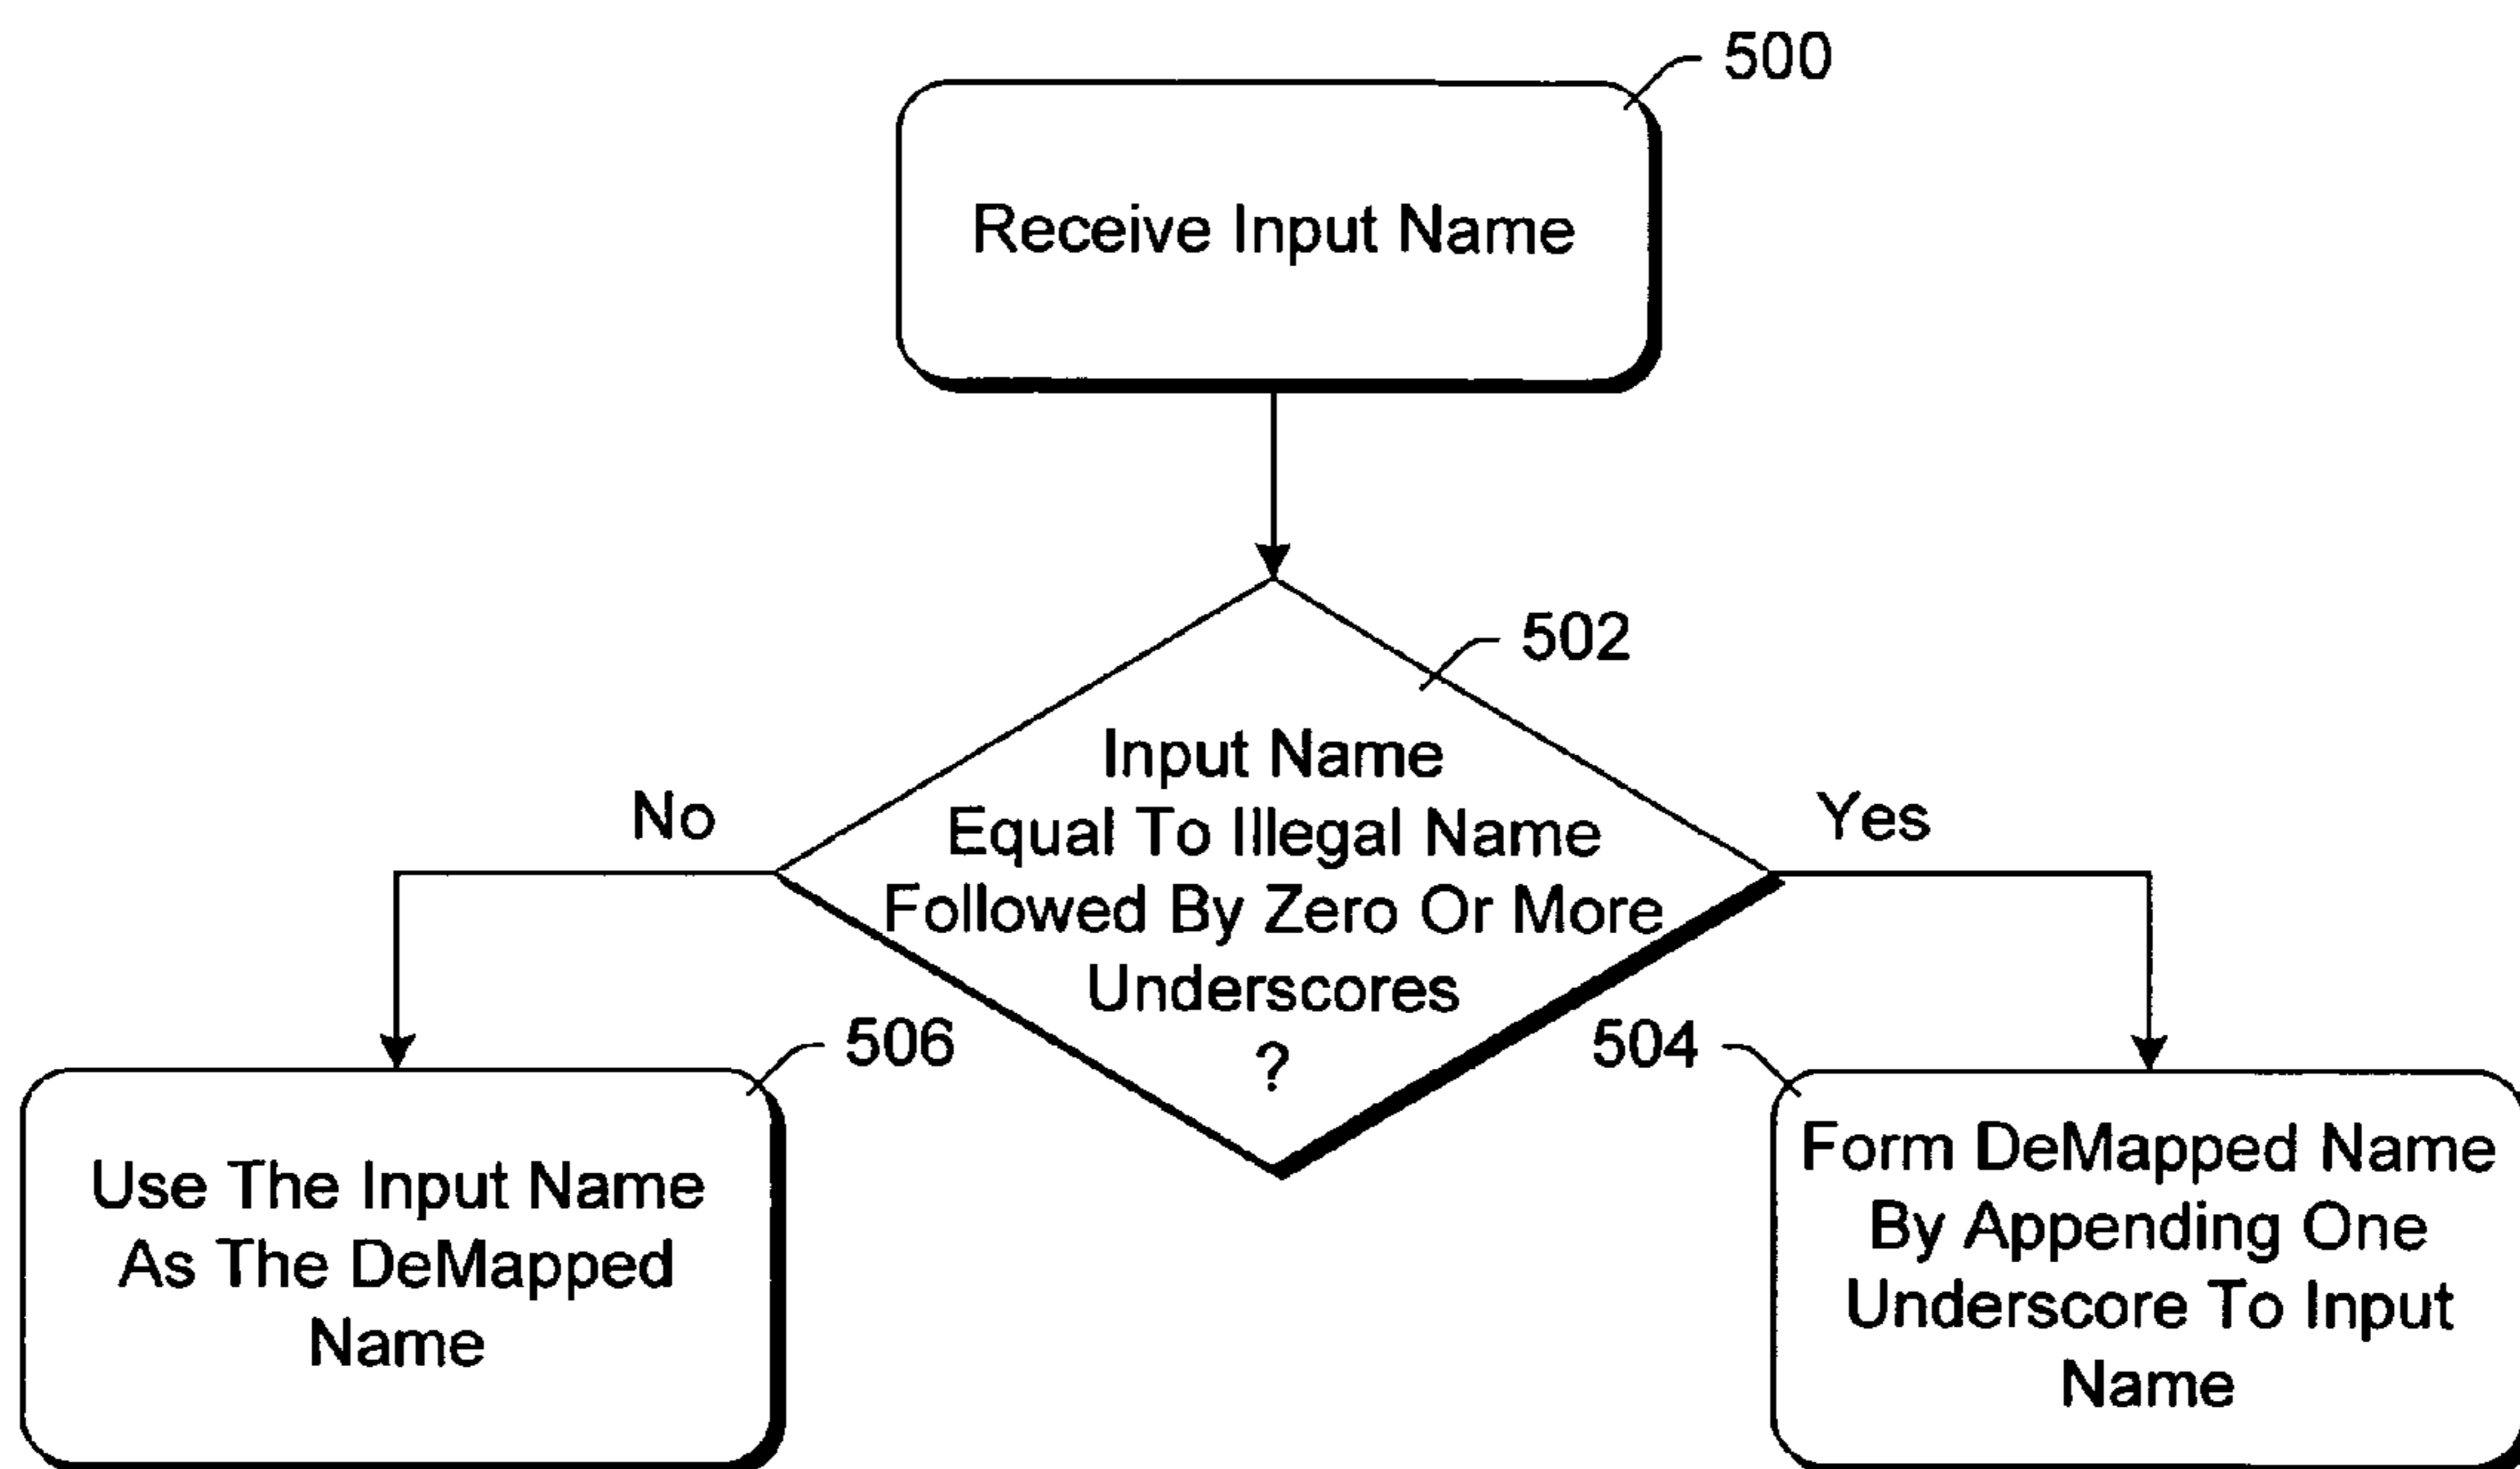 500
Receive Input Name
502
Input Name
Equal To Illegal Name
Followed By Zero Or More
Underscores
?
No
Yes
506
Use The Input Name
As The DeMapped
Name
504
Form DeMapped Name
By Appending One
Underscore To Input
Name